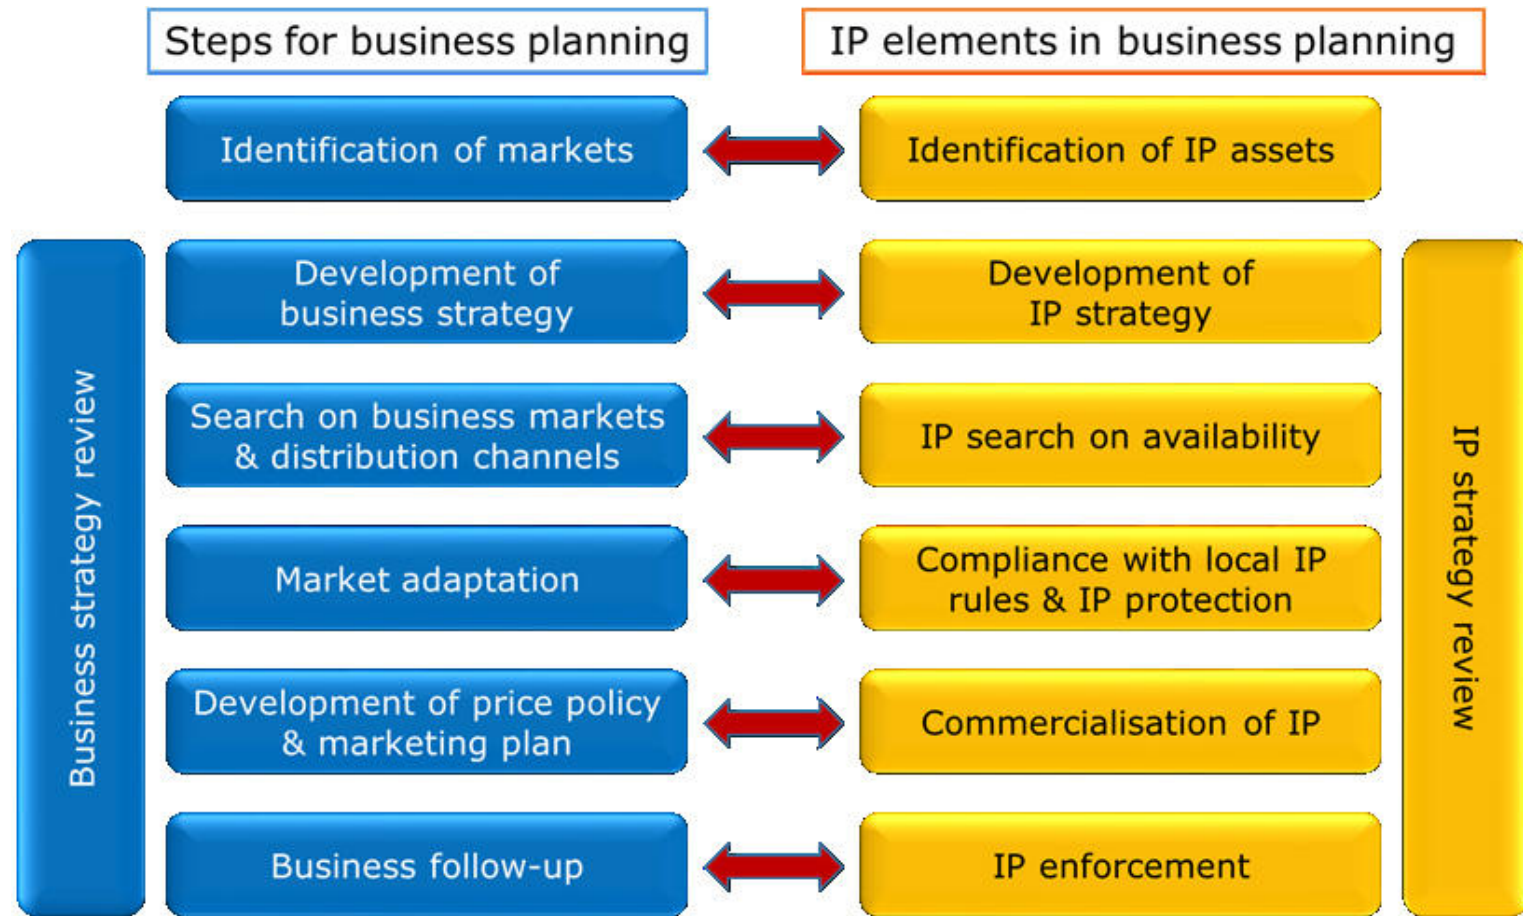 Steps for business planning
IP elements in business planning
Identification of markets
Identification of IP assets
Development of
business strategy
Development of
IP strategy
Search on business markets
& distribution channels
IP search on availability
Market adaptation
Compliance with local IP
rules & IP protection
Development of price policy
& marketing plan
Commercialisation of IP
Business follow-up
IP enforcement
Business strategy review
IP strategy review